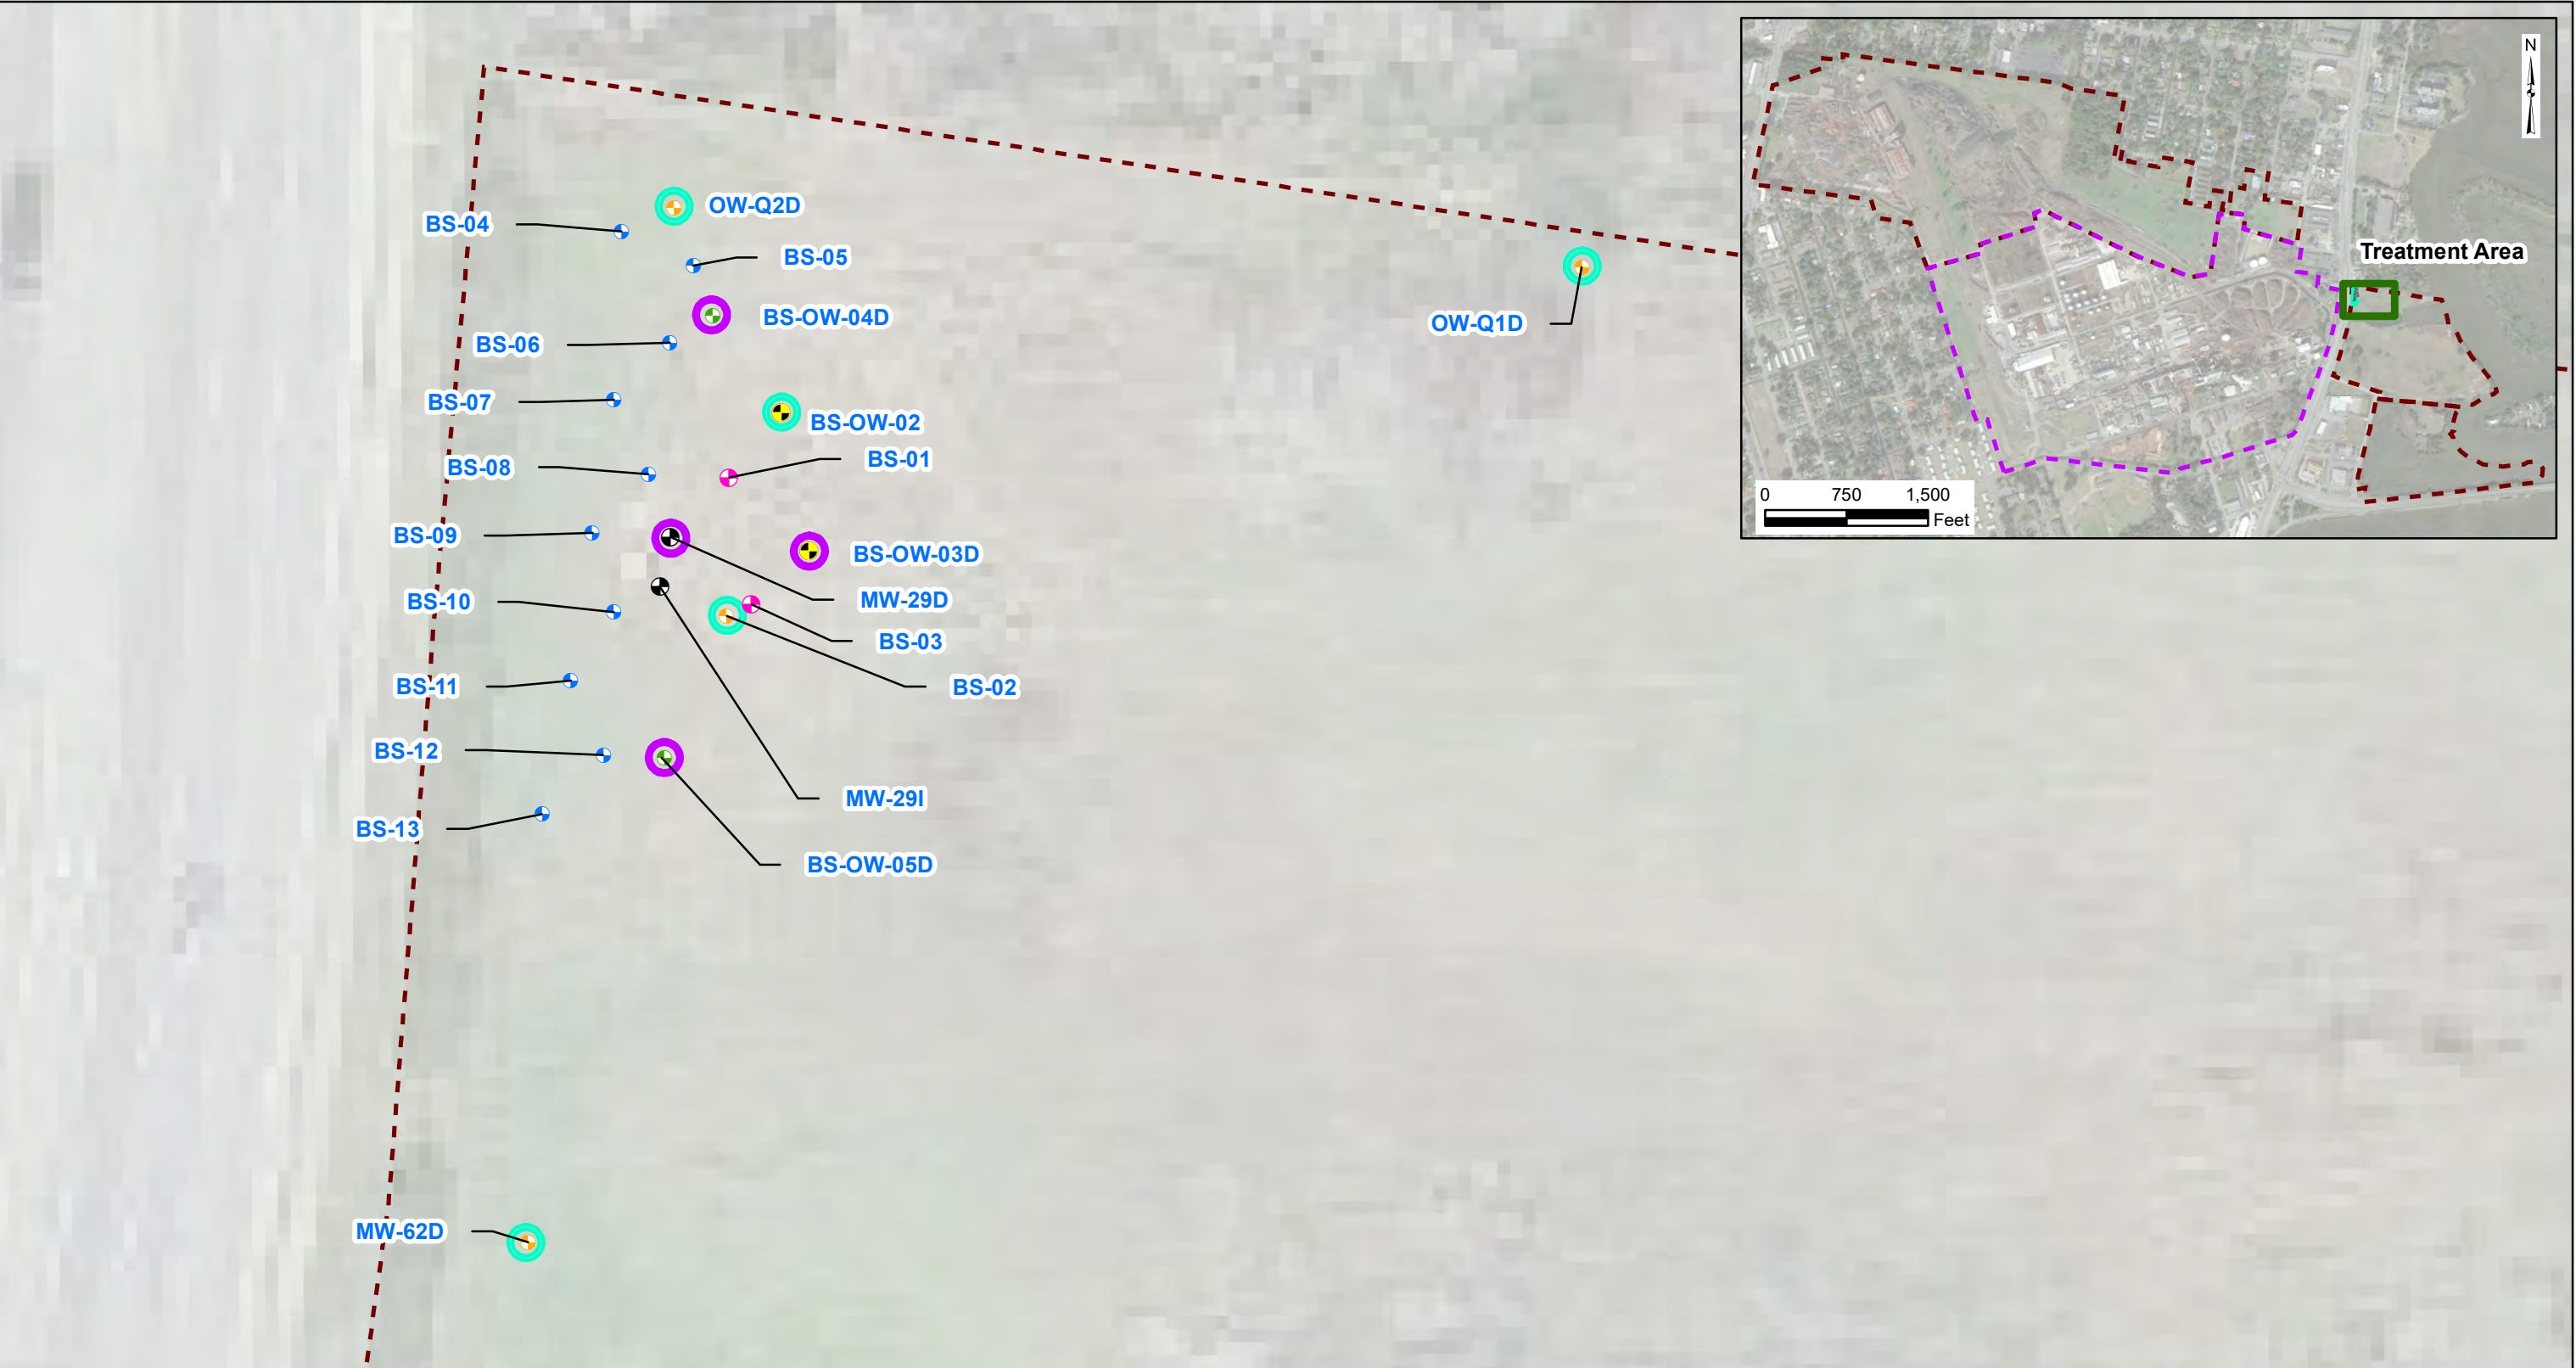 N
Treatment Area
0 750 1,500
Feet
OW-Q2D
BS-04
BS-05
BS-OW-04D
OW-Q1D
BS-06
BS-07
BS-OW-02
BS-08
BS-01
BS-09
BS-OW-03D
BS-10
MW-29D
BS-03
BS-11
BS-02
BS-12
MW-29I
BS-13
BS-OW-05D
MW-62D